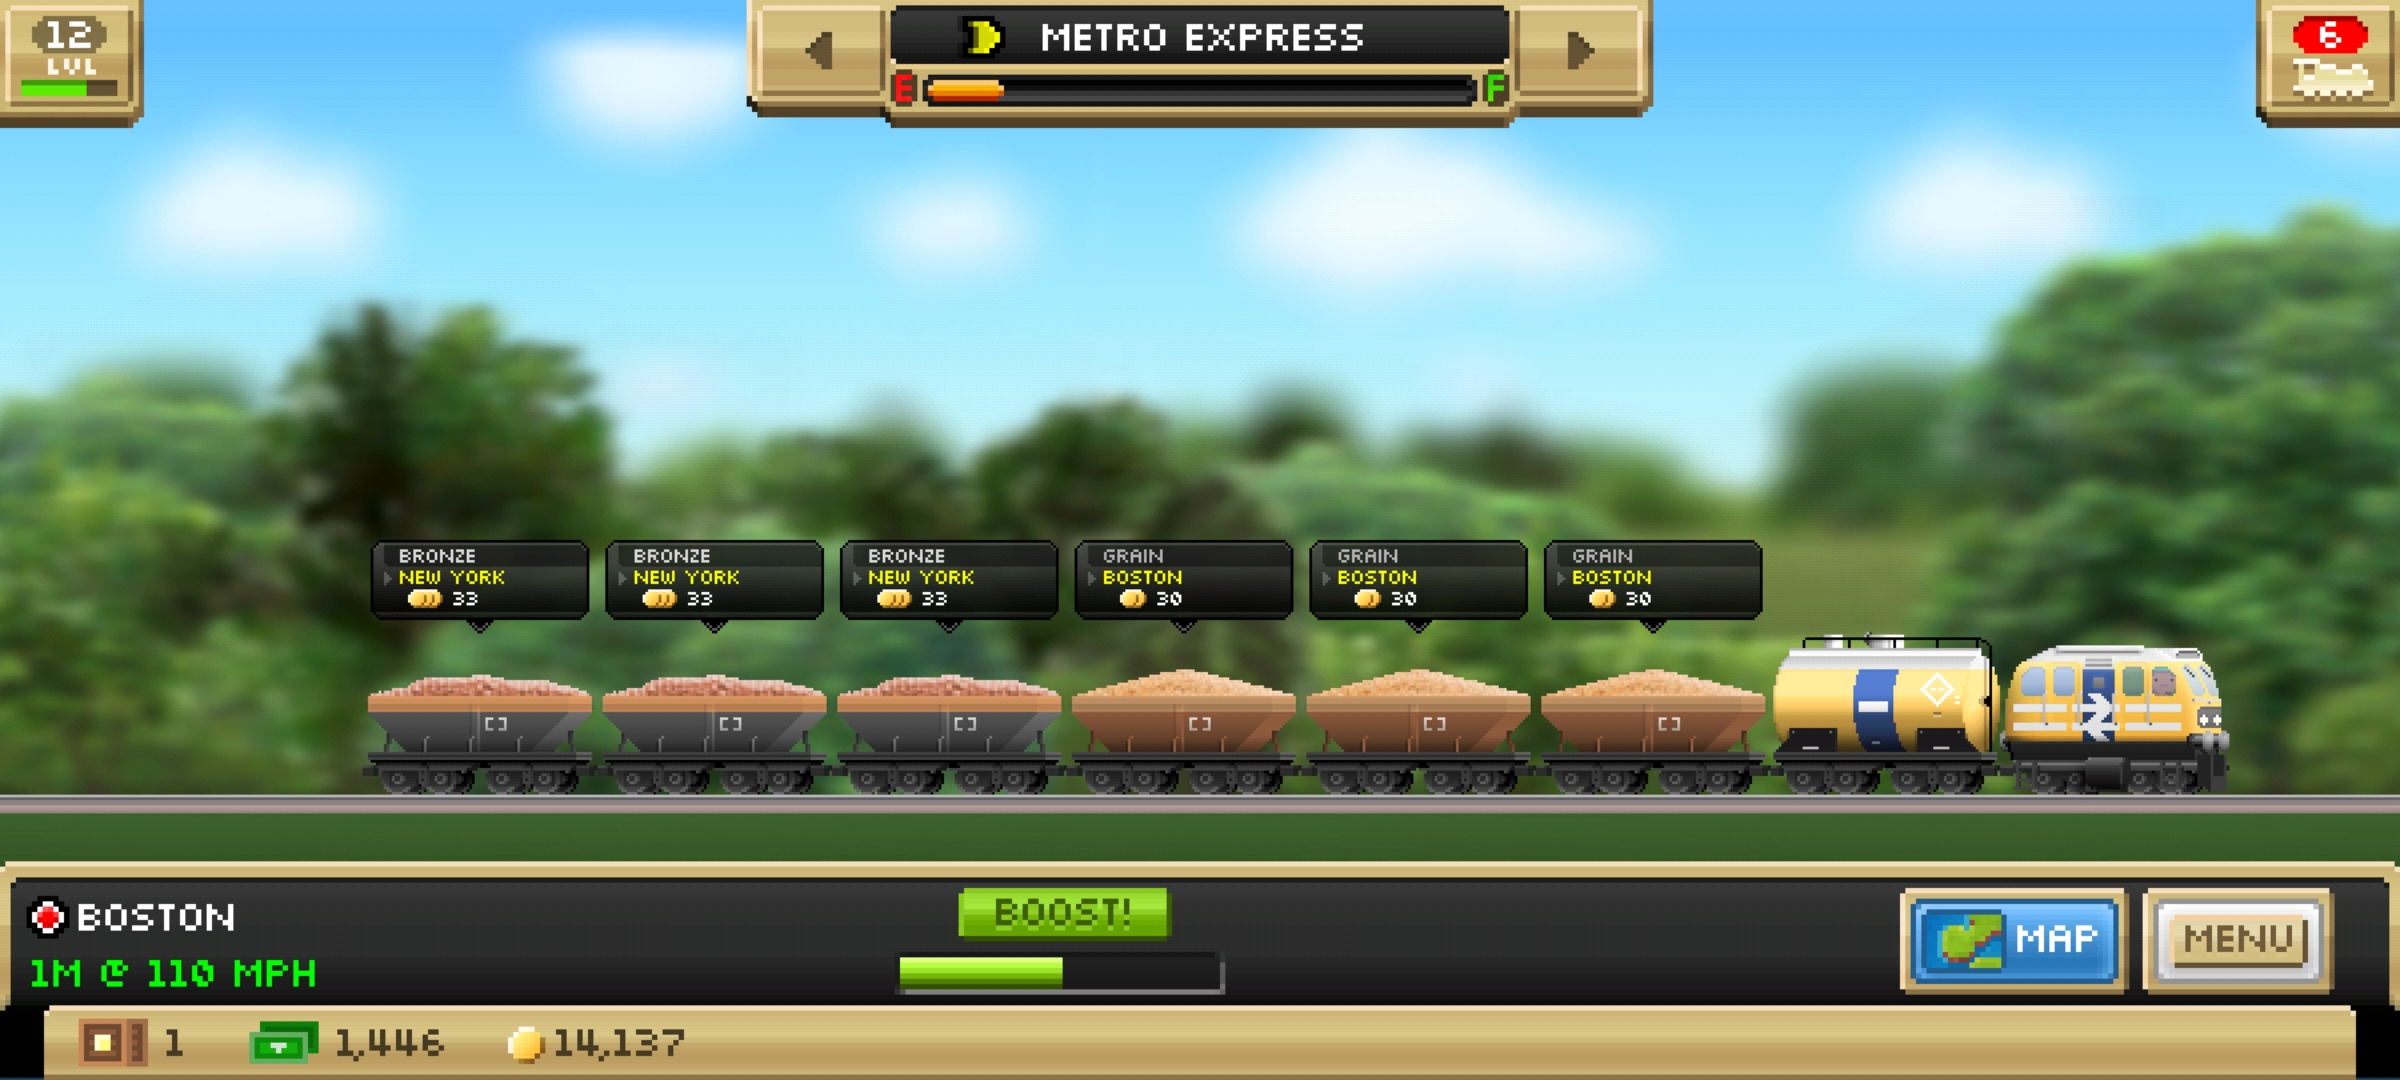 12
LVL
METRO EXPRESS
E F
6
BRONZE
NEW YORK
33
BRONZE
NEW YORK
33
BRONZE
NEW YORK
33
GRAIN
BOSTON
30
GRAIN
BOSTON
30
GRAIN
BOSTON
30
BOSTON
1M @ 110 MPH
BOOST!
MAP
MENU
1 1,446 14,137